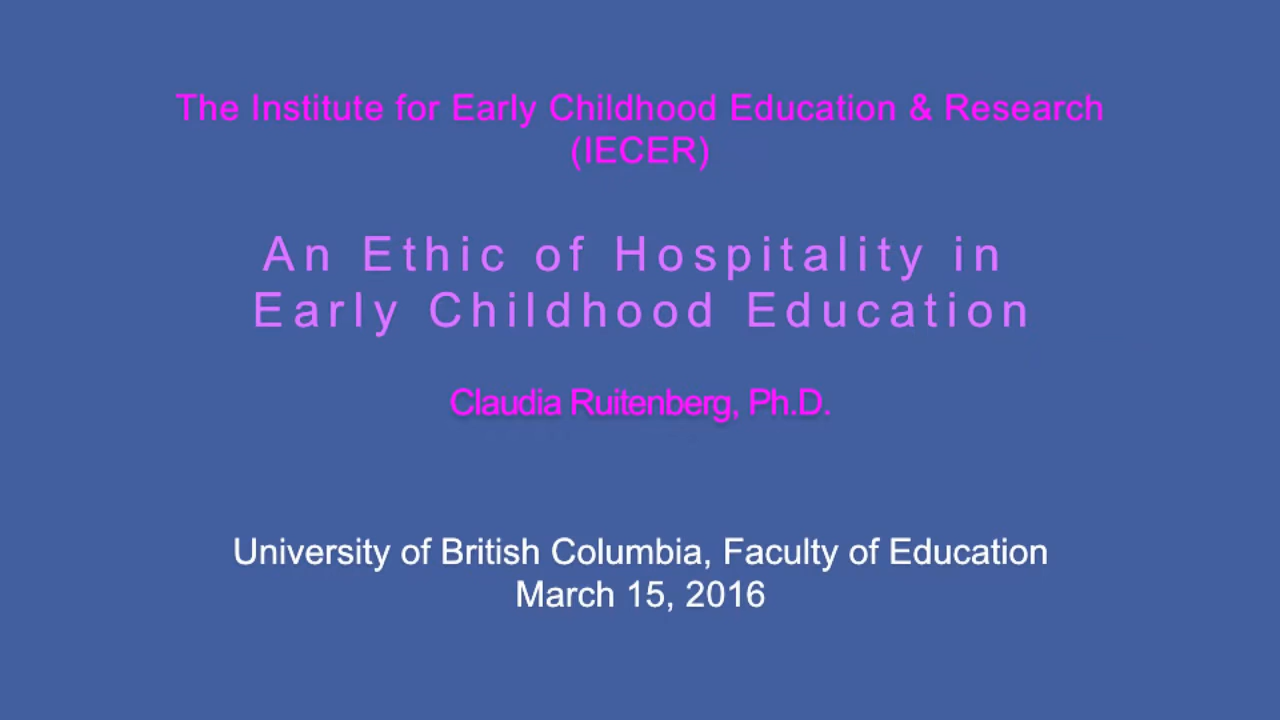 The Institute for Early Childhood Education & Research
(IECER)
An Ethic of Hospitality in
Early Childhood Education
Claudia Ruitenberg, Ph.D.
University of British Columbia, Faculty of Education
March 15, 2016